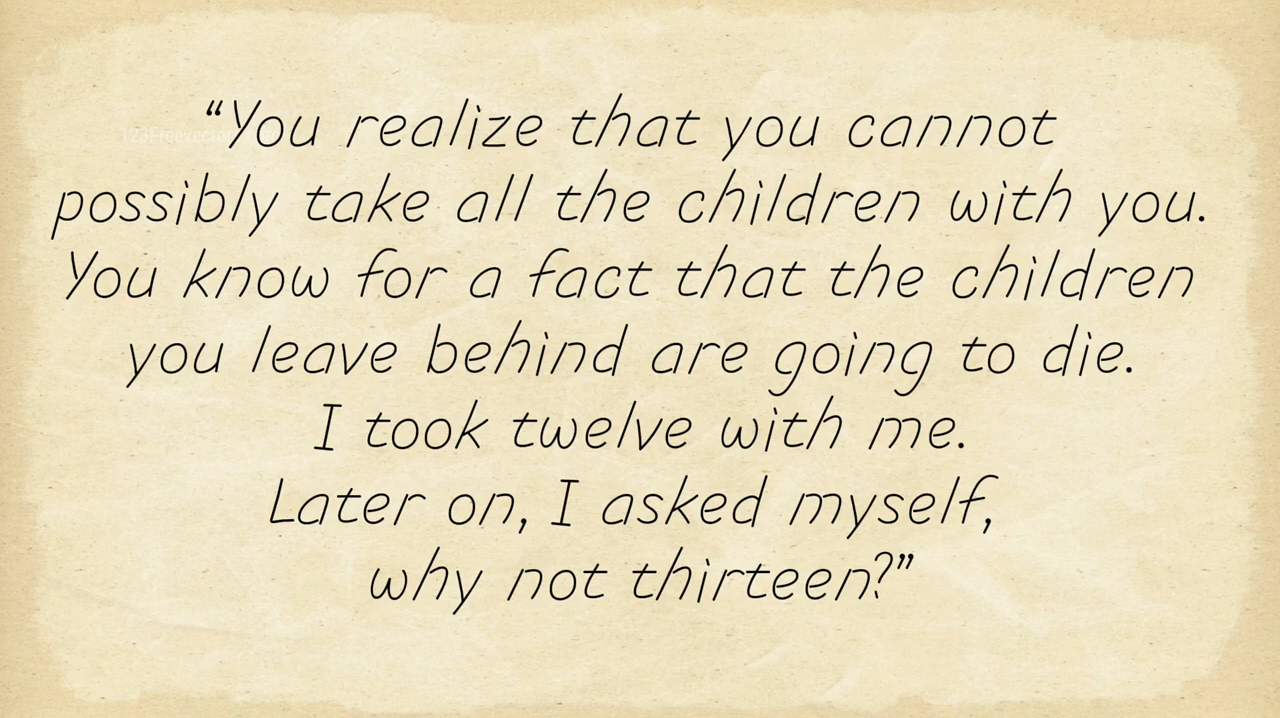 “You realize that you cannot
possibly take all the children with you.
You know for a fact that the children
you leave behind are going to die.
I took twelve with me.
Later on, I asked myself,
why not thirteen?”